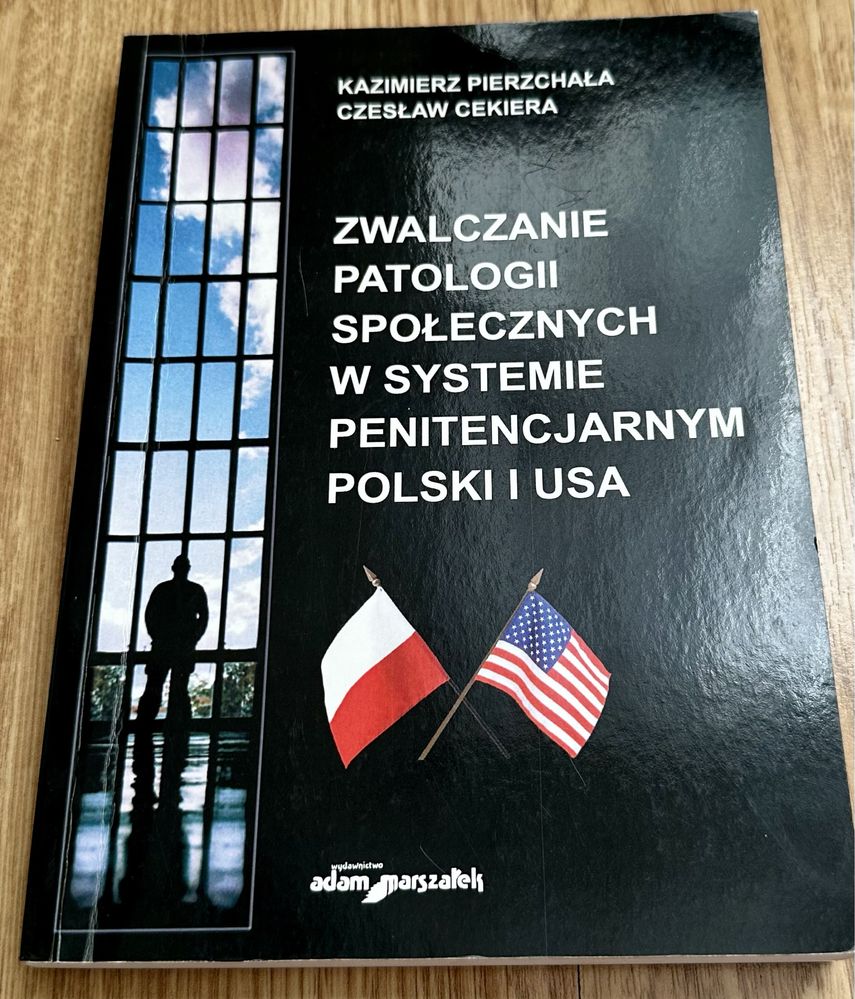 KAZIMIERZ PIERZCHAŁA
CZESŁAW CEKIERA
ZWALCZANIE
PATOLOGII
SPOŁECZNYCH
W SYSTEMIE
PENITENCJARNYM
POLSKI I USA
wydawnictwo
adam marszałek